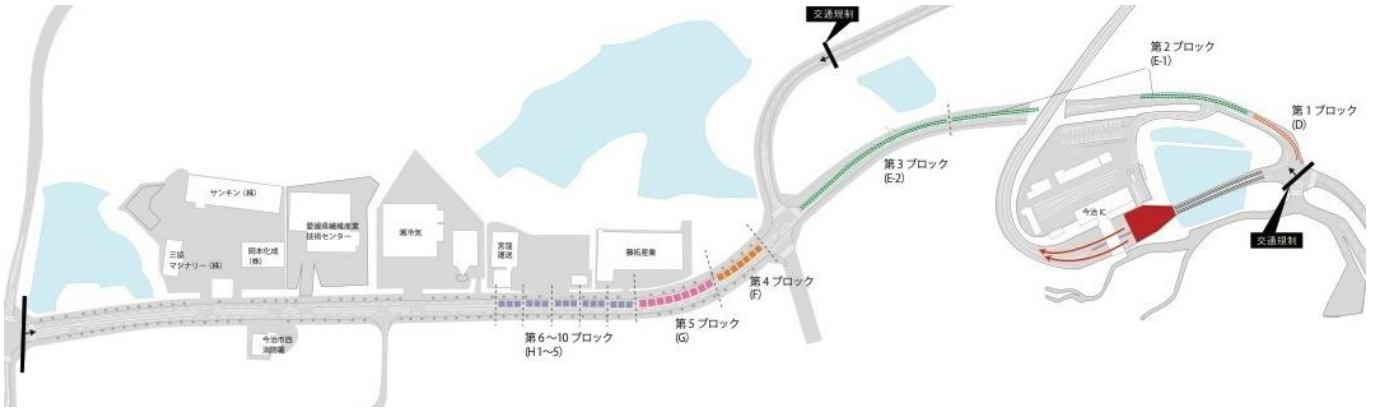 交通規制
第2ブロック
(E-1)
第1ブロック
(D)
第3ブロック
(E-2)
サンキン(株)
愛媛県繊維産業
技術センター
瀬冷気
今治IC
宮窪
運送
藤拓産業
交通規制
岡本化成
(株)
マシナリー(株)
第4ブロック
(F)
第5ブロック
(G)
第6〜10ブロック
(H1〜5)
今治市西
消防署